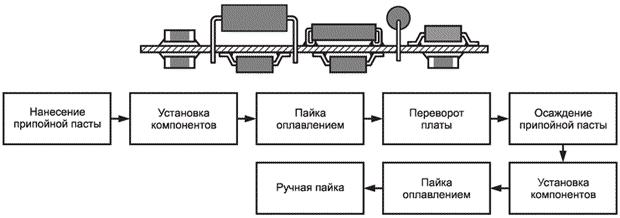 Нанесение
припойной пасты
Установка
компонентов
Пайка
оплавлением
Переворот
платы
Осаждение
припойной пасты
Установка
компонентов
Пайка
оплавлением
Ручная пайка